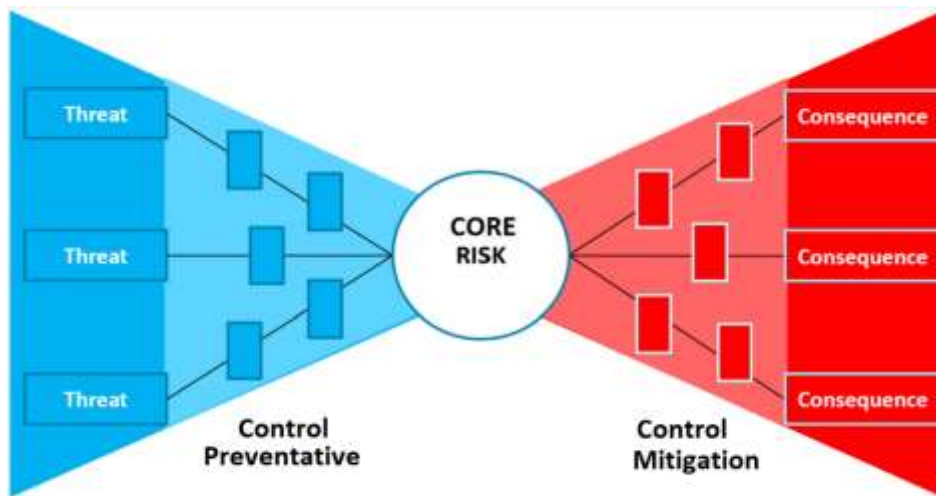 Threat
Threat
Threat
CORE
RISK
Consequence
Consequence
Consequence
Control
Preventative
Control
Mitigation